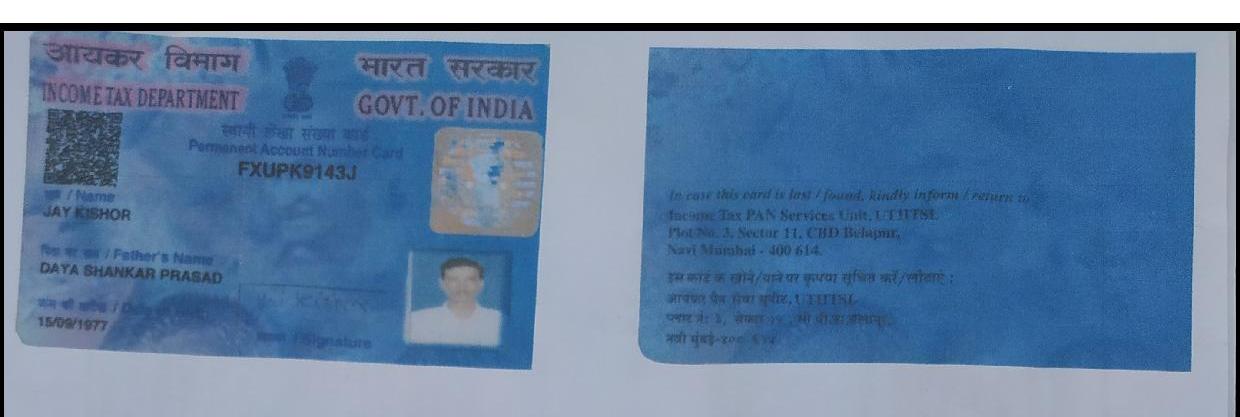 आयकर विभाग
भारत सरकार
INCOME TAX DEPARTMENT
GOVT. OF INDIA
स्थायी लेखा संख्या कार्ड
Permanent Account Number Card
FXUPK9143J
नाम / Name
JAY KISHOR
पिता का नाम / Father's Name
DAYA SHANKAR PRASAD
जन्म की तारीख /
15/09/1977
/ Signature
In case this card is lost / found, kindly inform / return to
Income Tax PAN Services Unit, UTIITSL
Plot No. 3, Sector 11, CBD Belapur,
Navi Mumbai - 400 614.
इस कार्ड के खोने/पाने पर कृपया सूचित करें/लौटाएं :
आयकर पैन सेवा यूनीट, UTIITSL
प्लाट नं: 3, सेक्टर ११ , सी.बी.डी.बेलापुर,
नवी मुंबई-४०० ६१४